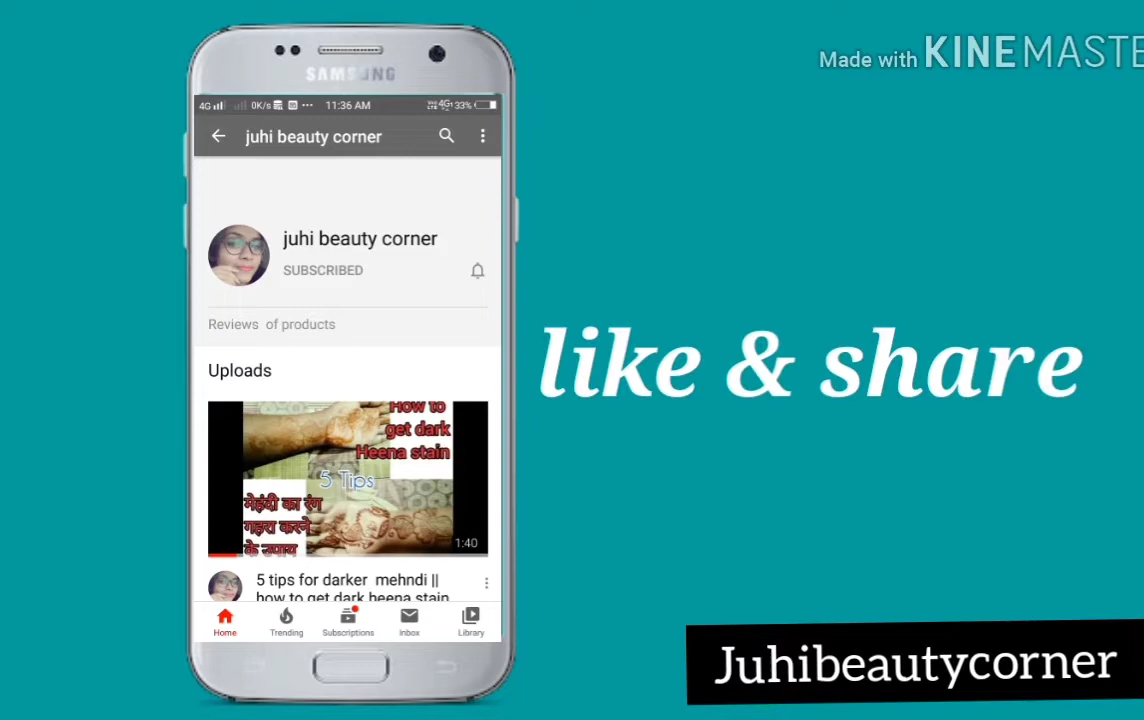 Made with KINEMASTE
SAMSUNG
4G 0K/s 11:36 AM 4G+ 33%
juhi beauty corner
juhi beauty corner
SUBSCRIBED
Reviews of products
Uploads
How to
get dark
Heena stain
5 Tips
मेहंदी का रंग
गहरा करने
के उपाय
1:40
5 tips for darker mehndi ||
how to get dark heena stain
Home Trending Subscriptions Inbox Library
like & share
Juhibeautycorner